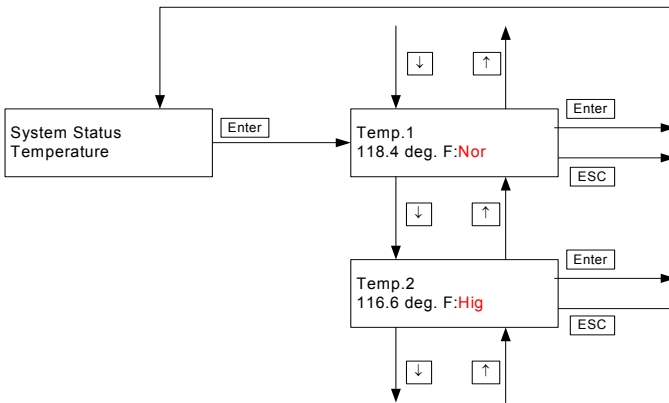 ↓
↑
System Status
Temperature
Enter
Temp.1
118.4 deg. F:Nor
Enter
ESC
↓
↑
Temp.2
116.6 deg. F:Hig
Enter
ESC
↓
↑